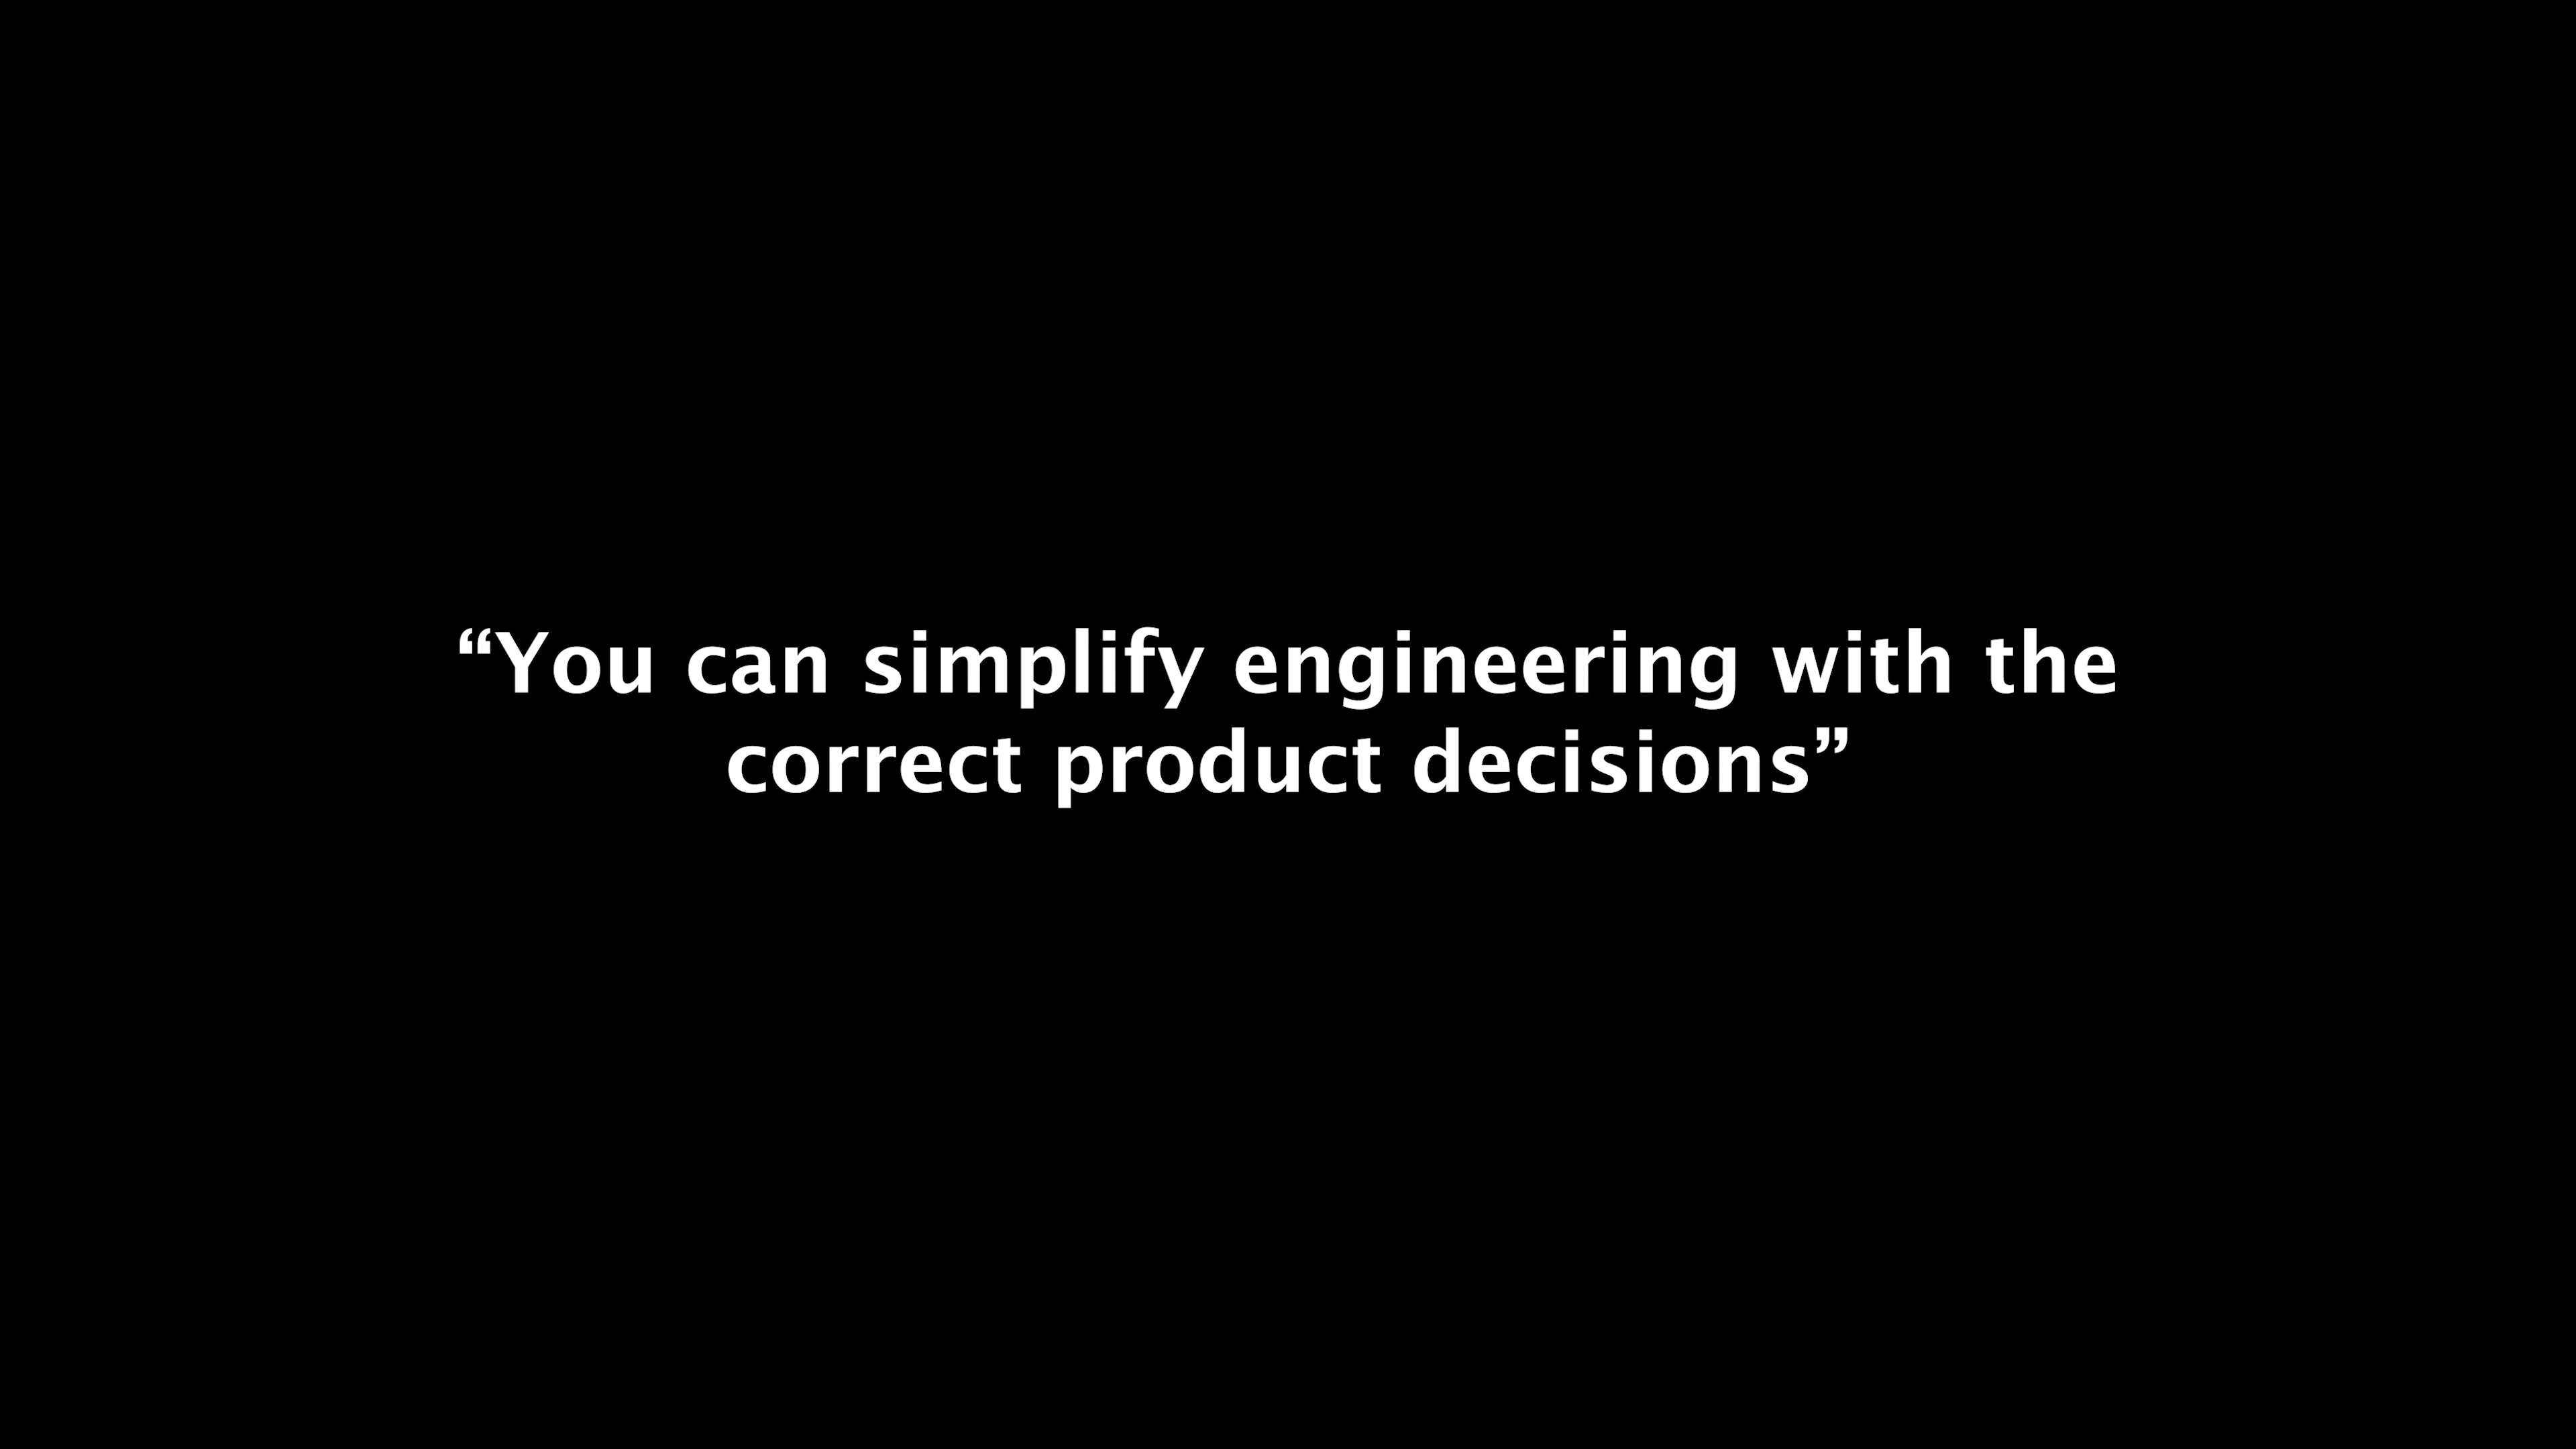 “You can simplify engineering with the
correct product decisions”